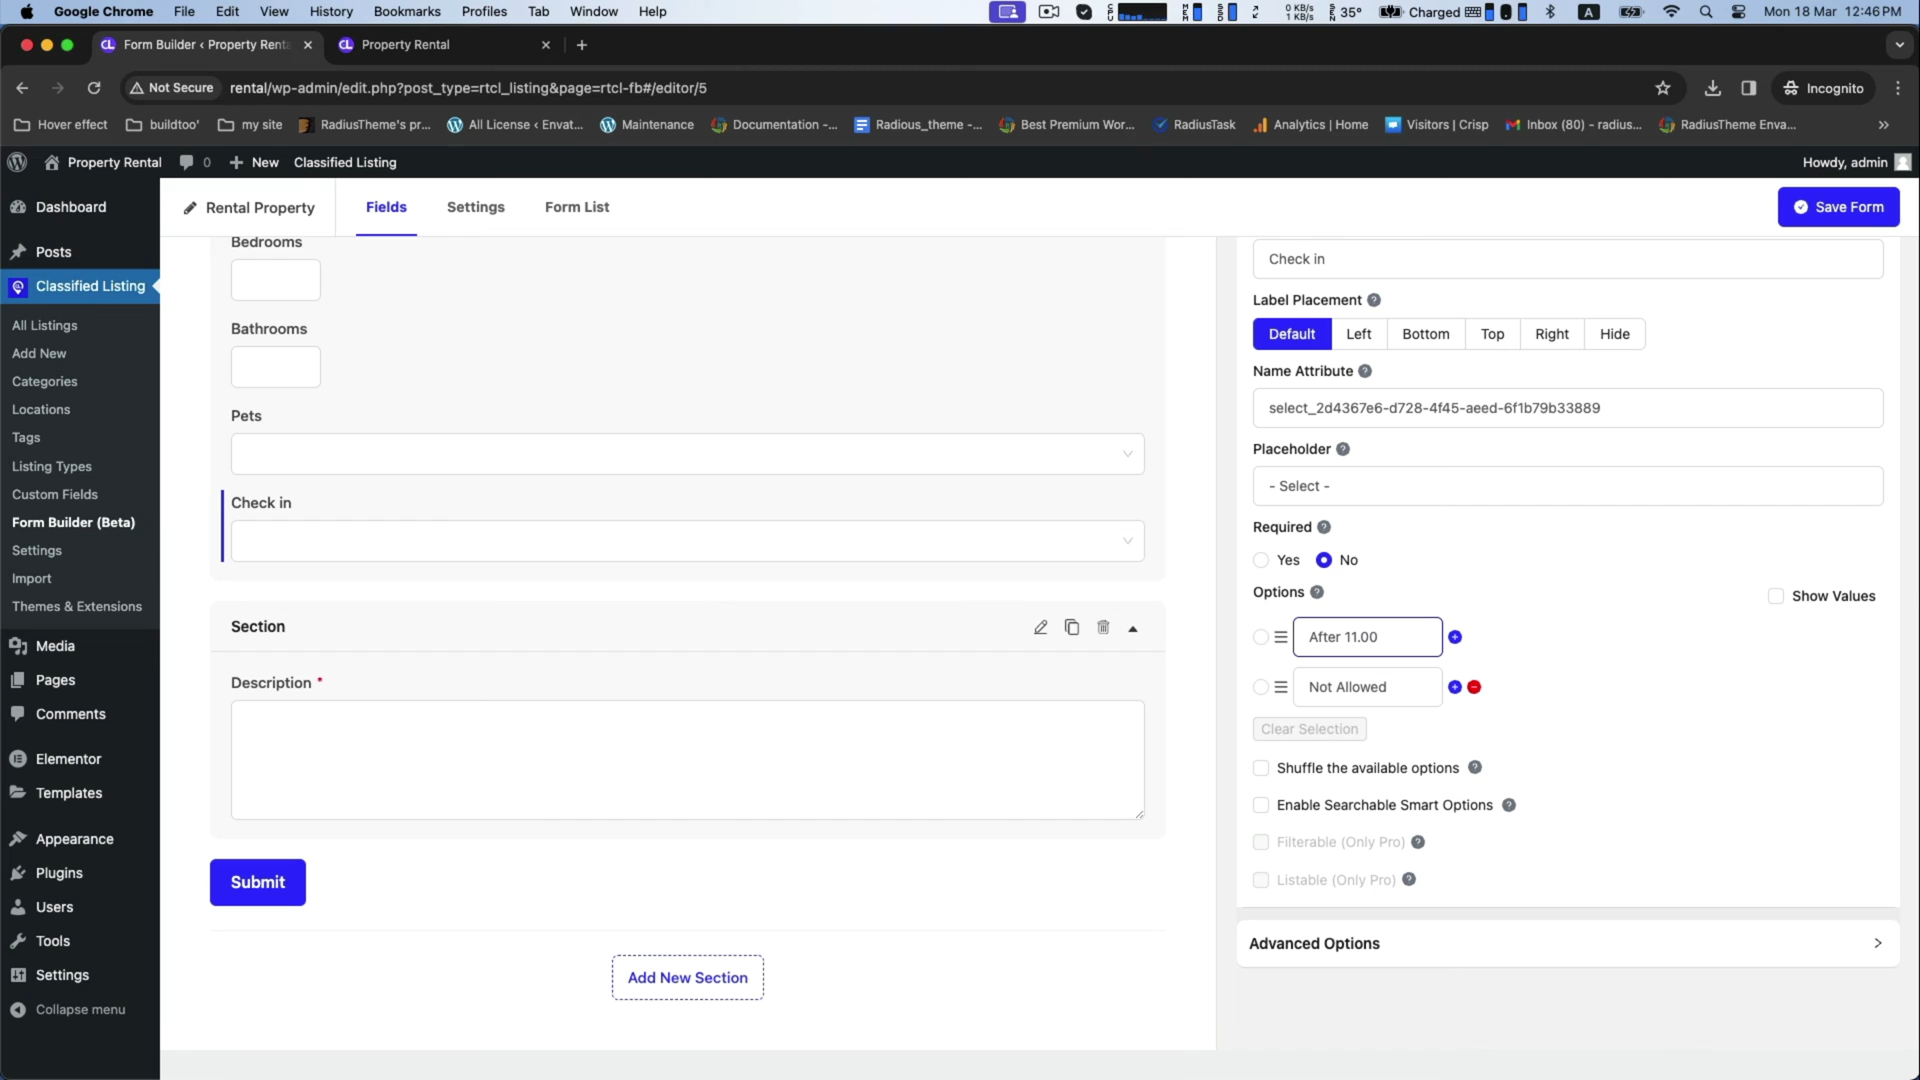 Google Chrome File Edit View History Bookmarks Profiles Tab Window Help
0 KB/s
1 KB/s
35° Charged A Mon 18 Mar 12:46 PM
Form Builder ‹ Property Renta
Property Rental
Not Secure rental/wp-admin/edit.php?post_type=rtcl_listing&page=rtcl-fb#/editor/5 Incognito
Hover effect buildtoo' my site RadiusTheme's pr... All License ‹ Envat... Maintenance Documentation -... Radious_theme -... Best Premium Wor... RadiusTask Analytics | Home Visitors | Crisp Inbox (80) - radius... RadiusTheme Enva... »
Property Rental 0 + New Classified Listing Howdy, admin
Dashboard
Posts
Classified Listing
All Listings
Add New
Categories
Locations
Tags
Listing Types
Custom Fields
Form Builder (Beta)
Settings
Import
Themes & Extensions
Media
Pages
Comments
Elementor
Templates
Appearance
Plugins
Users
Tools
Settings
Collapse menu
Rental Property Fields Settings Form List Save Form
Bedrooms
Bathrooms
Pets
Check in
Section
Description *
Submit
Add New Section
Check in
Label Placement ?
Default Left Bottom Top Right Hide
Name Attribute ?
select_2d4367e6-d728-4f45-aeed-6f1b79b33889
Placeholder ?
- Select -
Required ?
Yes No
Options ? Show Values
After 11.00
Not Allowed
Clear Selection
Shuffle the available options ?
Enable Searchable Smart Options ?
Filterable (Only Pro) ?
Listable (Only Pro) ?
Advanced Options